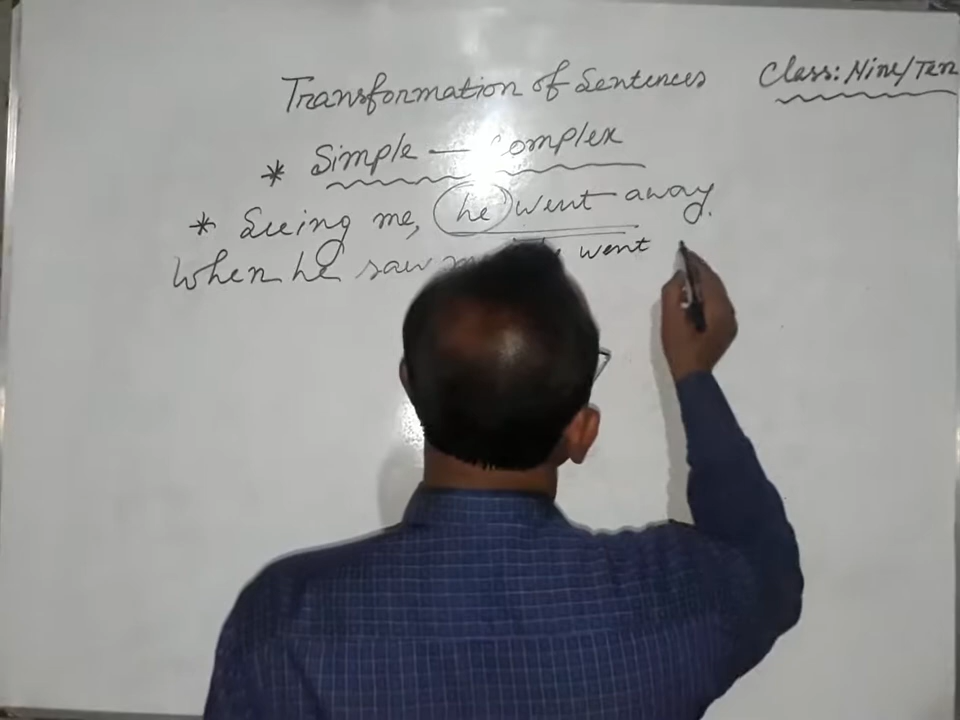 Transformation of Sentences
Class: Nine/Ten
* Simple — Complex
* Seeing me, he went away.
When he saw went